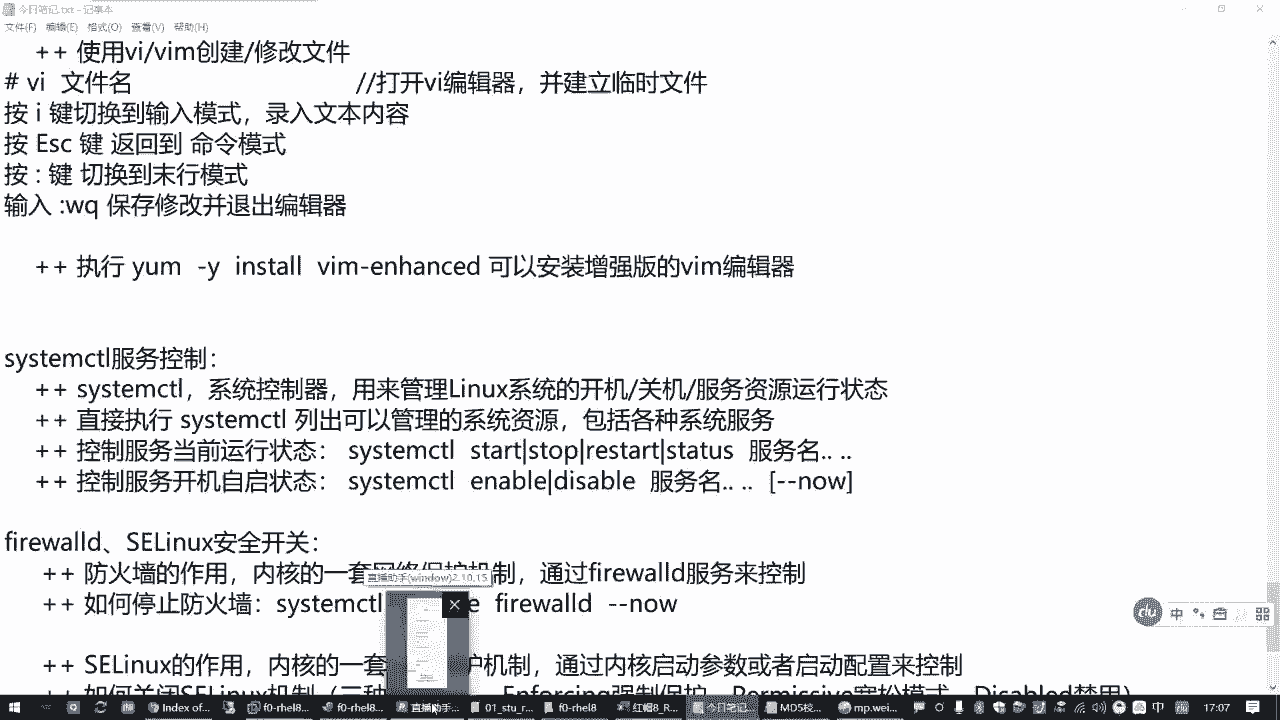 今日笔记.txt - 记事本
文件(F) 编辑(E) 格式(O) 查看(V) 帮助(H)
++ 使用vi/vim创建/修改文件
# vi 文件名 //打开vi编辑器，并建立临时文件
按 i 键切换到输入模式，录入文本内容
按 Esc 键 返回到 命令模式
按 : 键 切换到末行模式
输入 :wq 保存修改并退出编辑器
++ 执行 yum -y install vim-enhanced 可以安装增强版的vim编辑器
systemctl服务控制：
++ systemctl，系统控制器，用来管理Linux系统的开机/关机/服务资源运行状态
++ 直接执行 systemctl 列出可以管理的系统资源，包括各种系统服务
++ 控制服务当前运行状态： systemctl start|stop|restart|status 服务名.. ..
++ 控制服务开机自启状态： systemctl enable|disable 服务名.. .. [--now]
firewalld、SELinux安全开关：
++ 防火墙的作用，内核的一套网络保护机制，通过firewalld服务来控制
直播助手(window)2.10.15
++ 如何停止防火墙：systemctl e firewalld --now
++ SELinux的作用，内核的一套 护机制，通过内核启动参数或者启动配置来控制
++ 如何关闭SELinux机制（三种 Enforcing强制保护、Permissive宽松模式、Disabled禁用）
du 中
Index of... f0-rhel8... f0-rhel8... 直播助手... 01_stu_r... f0-rhel8 红帽8_R... 今日笔记... MD5校... mp.wei... 中 17:07